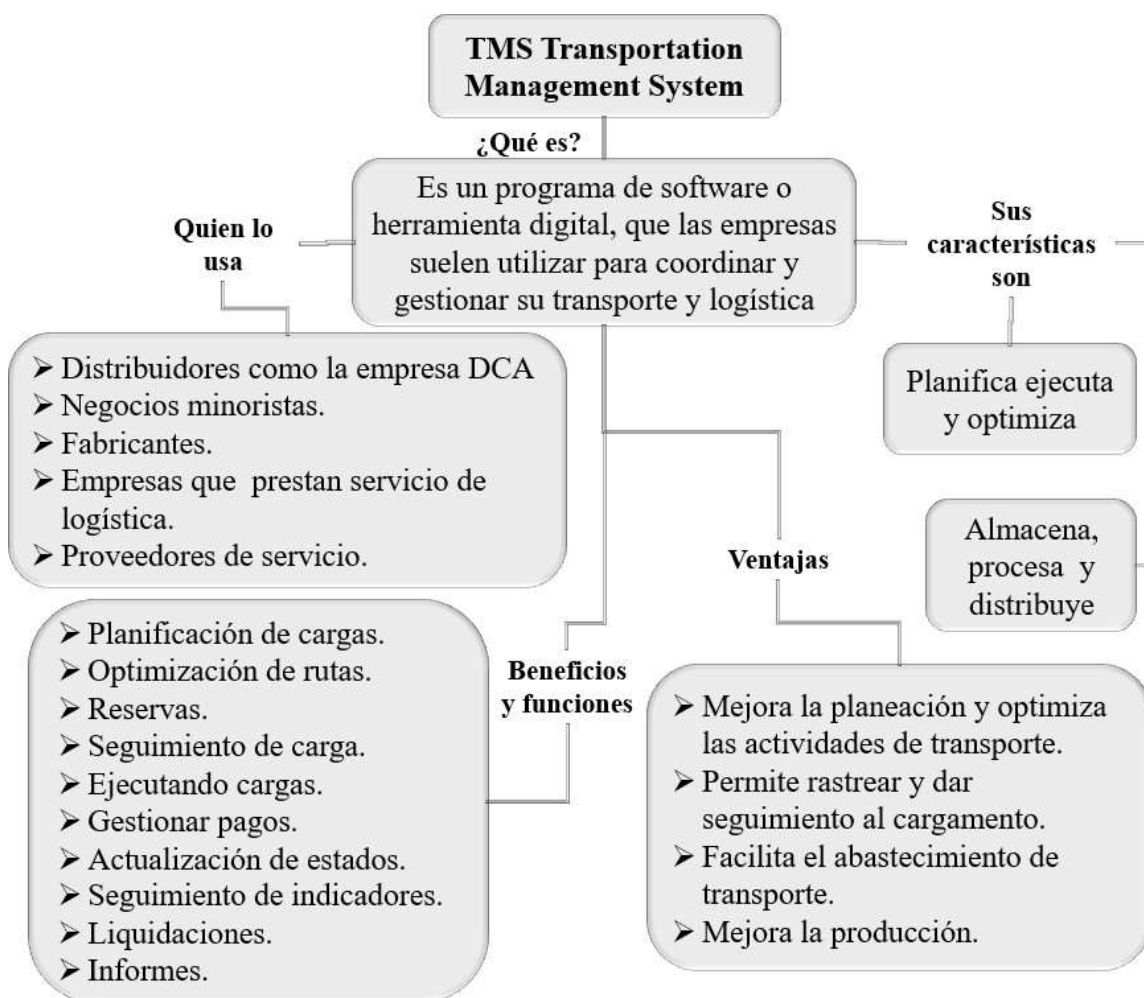 TMS Transportation
Management System
¿Qué es?
Es un programa de software o
herramienta digital, que las empresas
suelen utilizar para coordinar y
gestionar su transporte y logística
Quien lo
usa
➤ Distribuidores como la empresa DCA
➤ Negocios minoristas.
➤ Fabricantes.
➤ Empresas que prestan servicio de
logística.
➤ Proveedores de servicio.
Sus
características
son
Planifica ejecuta
y optimiza
Almacena,
procesa y
distribuye
Beneficios
y funciones
➤ Planificación de cargas.
➤ Optimización de rutas.
➤ Reservas.
➤ Seguimiento de carga.
➤ Ejecutando cargas.
➤ Gestionar pagos.
➤ Actualización de estados.
➤ Seguimiento de indicadores.
➤ Liquidaciones.
➤ Informes.
Ventajas
➤ Mejora la planeación y optimiza
las actividades de transporte.
➤ Permite rastrear y dar
seguimiento al cargamento.
➤ Facilita el abastecimiento de
transporte.
➤ Mejora la producción.